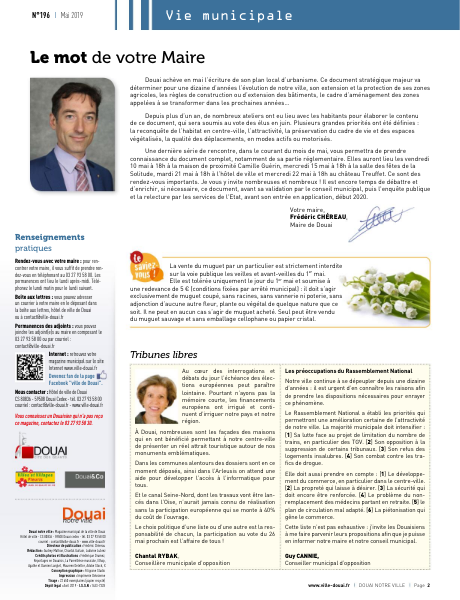 N°196 | Mai 2019
Vie municipale
Le mot de votre Maire
Douai achève en mai l'écriture de son plan local d'urbanisme. Ce document stratégique majeur va
déterminer pour une dizaine d'années l'évolution de notre ville, son extension et la protection de ses zones
agricoles, les règles de construction ou d'extension des bâtiments, le cadre d'aménagement des zones
appelées à se transformer dans les prochaines années...
Depuis plus d'un an, de nombreux ateliers ont eu lieu avec les habitants pour élaborer le contenu
de ce document, qui sera soumis au vote des élus en juin. Plusieurs grandes priorités ont été définies :
la reconquête de l'habitat en centre-ville, l'attractivité, la préservation du cadre de vie et des espaces
végétalisés, la qualité des déplacements, en modes actifs ou motorisés.
Une dernière série de rencontre, dans le courant du mois de mai, vous permettra de prendre
connaissance du document complet, notamment de sa partie réglementaire. Elles auront lieu les vendredi
10 mai à 18h à la maison de proximité Camille Guérin, mercredi 15 mai à 18h à la salle des fêtes de la
Solitude, mardi 21 mai à 18h à l'hôtel de ville et mercredi 22 mai à 18h au château Treuffet. Ce sont des
rendez-vous importants. Je vous y invite nombreuses et nombreux ! Il est encore temps de débattre et
d'enrichir, si nécessaire, ce document, avant sa validation par le conseil municipal, puis l'enquête publique
et la relecture par les services de l'Etat, avant son entrée en application, début 2020.
Votre maire,
Frédéric CHÉREAU,
Maire de Douai
Renseignements
pratiques
Rendez-vous avec votre maire : pour ren-
contrer votre maire, il vous suffit de prendre ren-
dez-vous en téléphonant au 03 27 93 58 00. Les
permanences ont lieu le lundi après-midi. Télé-
phonez le lundi matin pour le lundi suivant.
Boîte aux lettres : vous pouvez adresser
un courrier à votre maire en le déposant dans
la boîte aux lettres, hôtel de ville de Douai
ou à contact@ville-douai.fr
Permanences des adjoints : vous pouvez
joindre les adjoint(e)s au maire en composant le
03 27 93 58 00 ou par courriel :
contact@ville-douai.fr
Internet : retrouvez votre
magazine municipal sur le site
Internet www.ville-douai.fr
Devenez fan de la page
Facebook "ville de Douai".
Nous contacter : Hôtel de ville de Douai
CS 80836 - 59508 Douai Cedex - tél. 03 27 93 58 00
courriel : contact@ville-douai.fr - www.ville-douai.fr
Vous connaissez un Douaisien qui n'a pas reçu
ce magazine, contactez le 03 27 93 58 30.
DOUAI
Douai&Co
Douai
notre Ville
le saviez
vous !
La vente du muguet par un particulier est strictement interdite
sur la voie publique les veilles et avant-veilles du 1er mai.
Elle est tolérée uniquement le jour du 1er mai et soumise à
une redevance de 5 € (conditions fixées par arrêté municipal) : il doit s'agir
exclusivement de muguet coupé, sans racines, sans vannerie ni poterie, sans
adjonction d'aucune autre fleur, plante ou végétal de quelque nature que ce
soit. Il ne peut en aucun cas s'agir de muguet acheté. Seul peut être vendu
du muguet sauvage et sans emballage cellophane ou papier cristal.
Tribunes libres
Au cœur des interrogations et
débats du jour l'échéance des élec-
tions européennes peut paraître
lointaine. Pourtant n'ayons pas la
mémoire courte, les financements
européens ont irrigué et conti-
nuent d'irriguer notre pays et notre
région.
À Douai, nombreuses sont les façades des maisons
qui en ont bénéficié permettant à notre centre-ville
de présenter un réel attrait touristique autour de nos
monuments emblématiques.
Dans les communes alentours des dossiers sont en ce
moment déposés, ainsi dans l'Arleusis on attend une
aide pour développer l'accès à l'informatique pour
tous.
Et le canal Seine-Nord, dont les travaux vont être lan-
cés dans l'Oise, n'aurait jamais connu de réalisation
sans la participation européenne qui se monte à 40%
du coût de l'ouvrage.
Le choix politique d'une liste ou d'une autre est la res-
ponsabilité de chacun, la participation au vote du 26
mai prochain est l'affaire de tous !
Chantal RYBAK,
Conseillère municipale d'opposition
Les préoccupations du Rassemblement National
Notre ville continue à se dépeupler depuis une dizaine
d'années : il est urgent d'en connaître les raisons afin
de prendre les dispositions nécessaires pour enrayer
ce phénomène.
Le Rassemblement National a établi les priorités qui
permettront une amélioration certaine de l'attractivité
de notre ville. La majorité municipale doit intensifier :
(1) Sa lutte face au projet de limitation du nombre de
trains, en particulier des TGV. (2) Son opposition à la
suppression de certains tribunaux. (3) Son refus des
logements insalubres. (4) Son combat contre les tra-
fics de drogue.
Elle doit aussi prendre en compte : (1) Le développe-
ment du commerce, en particulier dans le centre-ville.
(2) La propreté qui laisse à désirer. (3) La sécurité qui
doit encore être renforcée. (4) Le problème du non-
remplacement des médecins partant en retraite. (5) le
plan de circulation mal adapté. (6) La piétonisation qui
gêne le commerce.
Cette liste n'est pas exhaustive : j'invite les Douaisiens
à me faire parvenir leurs propositions afin que je puisse
en informer notre maire et notre conseil municipal.
Guy CANNIE,
Conseiller municipal d'opposition
www.ville-douai.fr | DOUAI NOTRE VILLE | Page 2